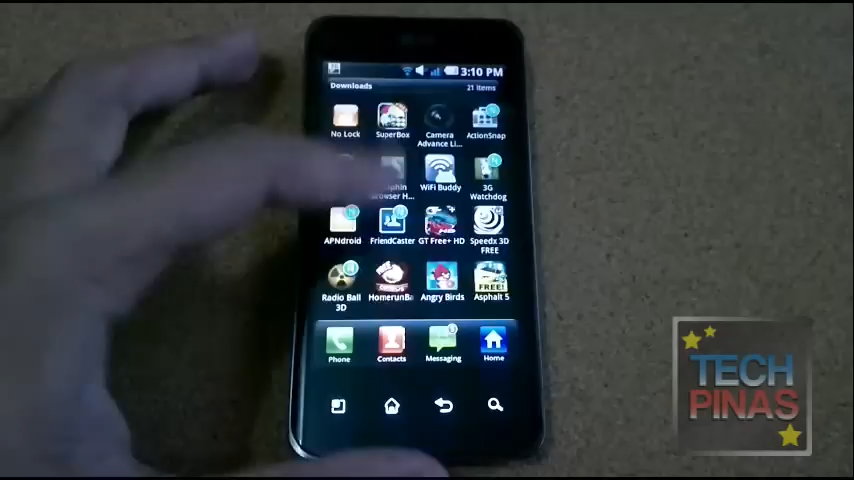 3:10 PM
Downloads 21 items
No Lock SuperBox Camera Advance Li... ActionSnap
Browser H... WiFi Buddy 3G Watchdog
APNdroid FriendCaster GT Free+ HD Speedx 3D FREE
FREE!
Radio Ball 3D HomerunBa Angry Birds Asphalt 5
Phone Contacts Messaging Home
TECH
PINAS